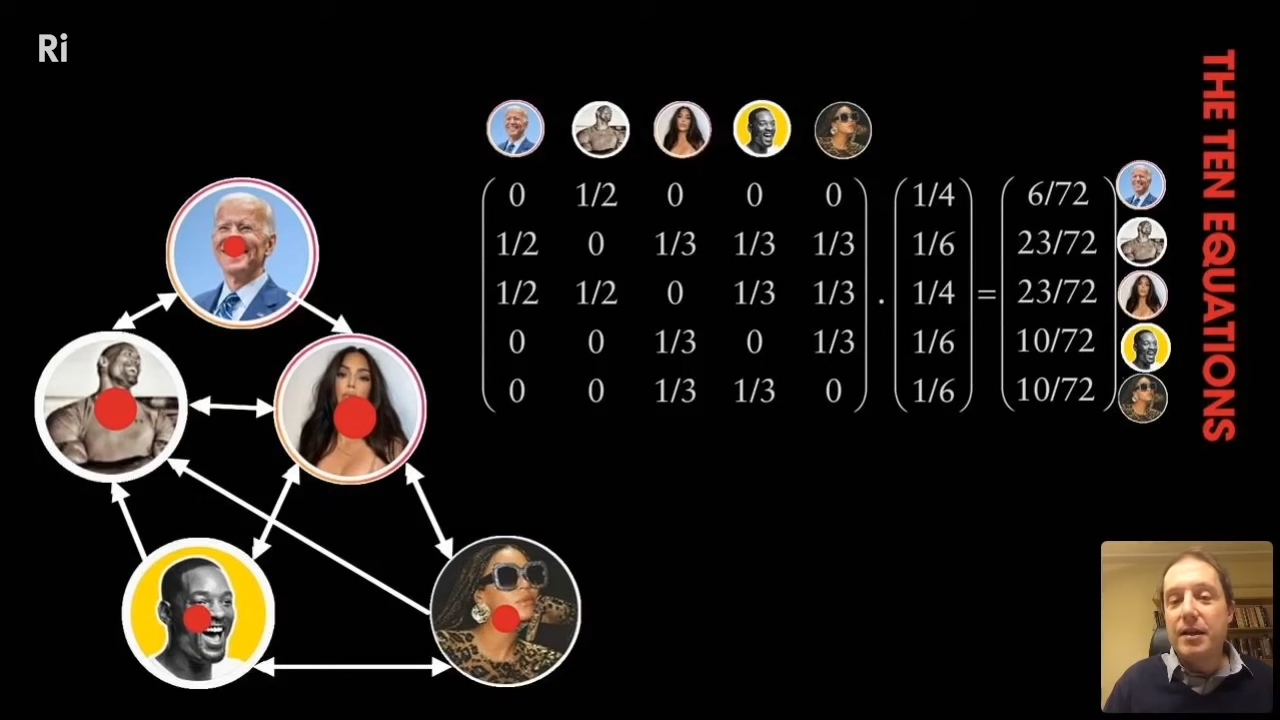 Ri
THE TEN EQUATIONS
0 1/2 0 0 0 1/4 6/72
1/2 0 1/3 1/3 1/3 1/6 23/72
1/2 1/2 0 1/3 1/3 . 1/4 = 23/72
0 0 1/3 0 1/3 1/6 10/72
0 0 1/3 1/3 0 1/6 10/72